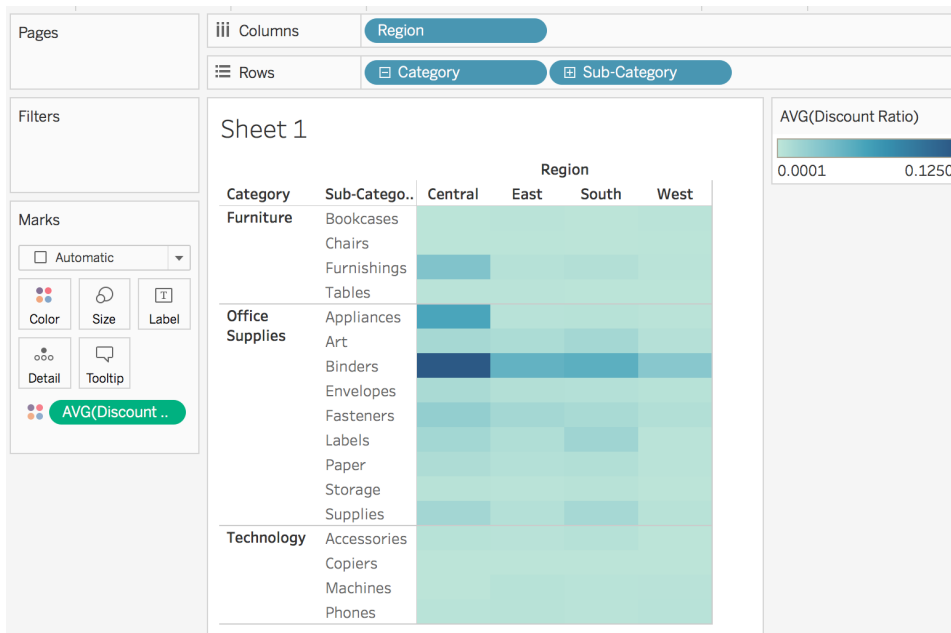 Pages
Columns
Region
Rows
Category
Sub-Category
Filters
Marks
Automatic
Color
Size
T
Label
Detail
Tooltip
AVG(Discount ..
Sheet 1
Region
Category Sub-Catego.. Central East South West
Furniture Bookcases
Chairs
Furnishings
Tables
Office Supplies Appliances
Art
Binders
Envelopes
Fasteners
Labels
Paper
Storage
Supplies
Technology Accessories
Copiers
Machines
Phones
AVG(Discount Ratio)
0.0001 0.1250